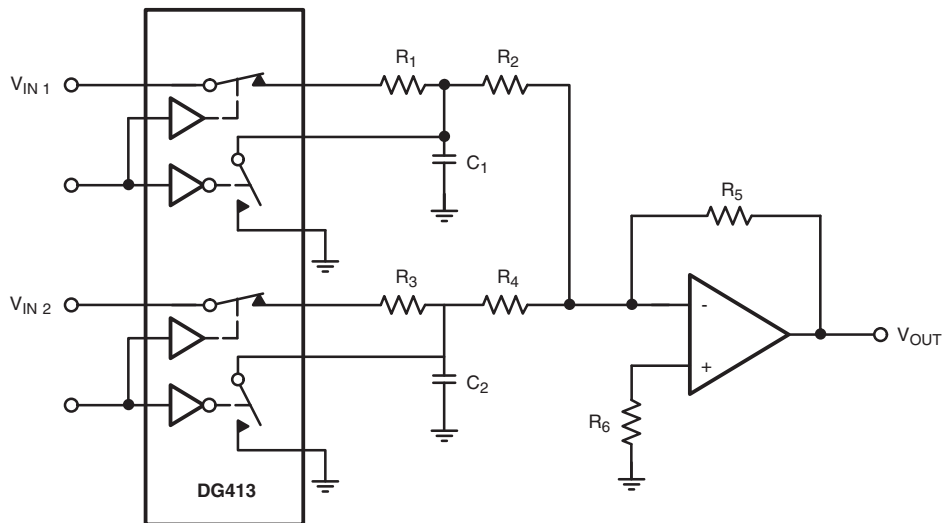 V_IN 1
R_1
R_2
C_1
R_5
V_IN 2
R_3
R_4
-
V_OUT
+
C_2
R_6
DG413